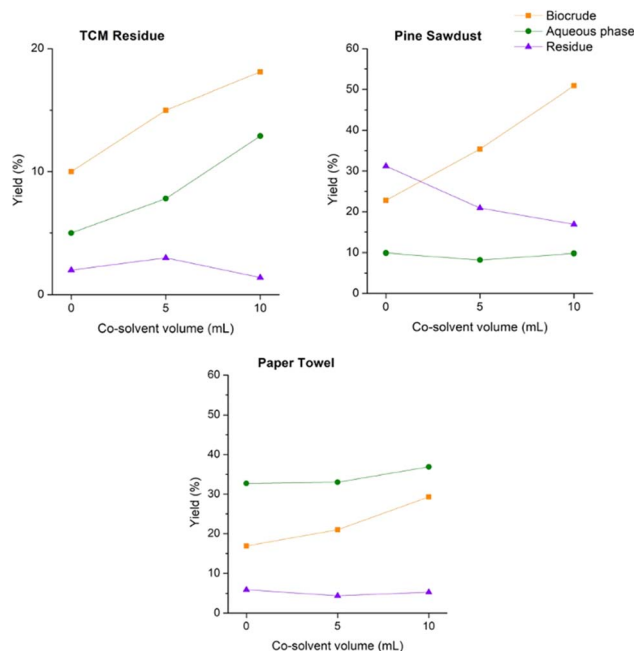 TCM Residue
Pine Sawdust
Biocrude
Aqueous phase
Residue
20
10
0
Yield (%)
0 5 10
Co-solvent volume (mL)
60
50
40
30
20
10
0
Yield (%)
0 5 10
Co-solvent volume (mL)
Paper Towel
60
50
40
30
20
10
0
Yield (%)
0 5 10
Co-solvent volume (mL)